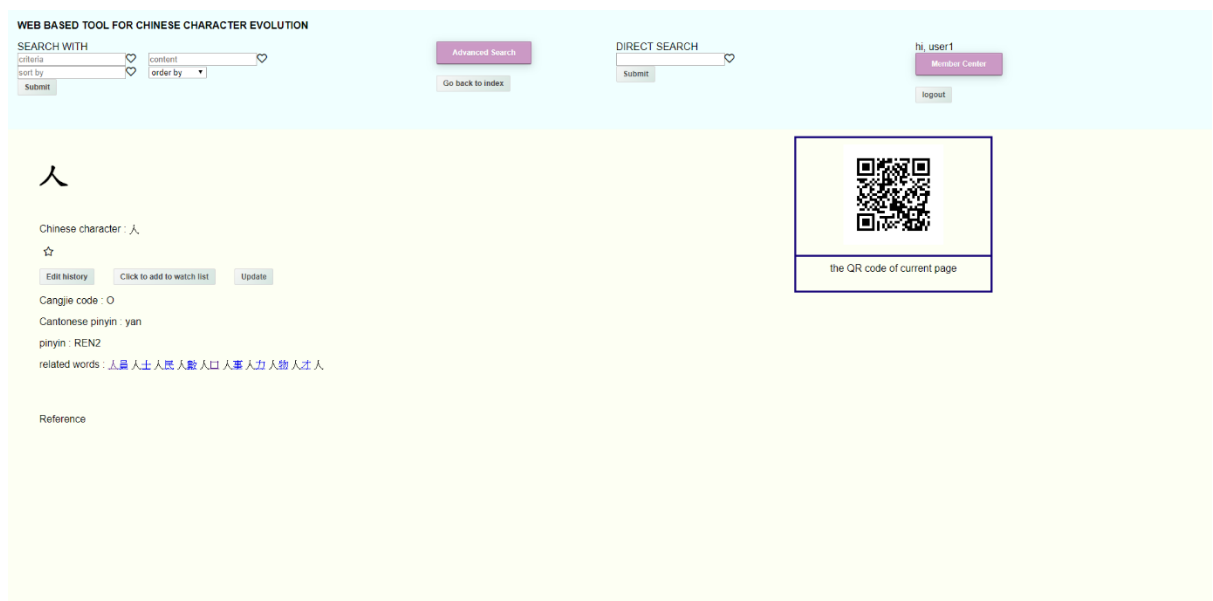 WEB BASED TOOL FOR CHINESE CHARACTER EVOLUTION
SEARCH WITH
criteria
content
sort by
order by
Submit
Advanced Search
Go back to index
DIRECT SEARCH
Submit
hi, user1
Member Center
logout
人
Chinese character : 人
Edit history
Click to add to watch list
Update
Cangjie code : O
Cantonese pinyin : yan
pinyin : REN2
related words : 人員 人士 人民 人數 人口 人事 人力 人物 人才 人
Reference
the QR code of current page